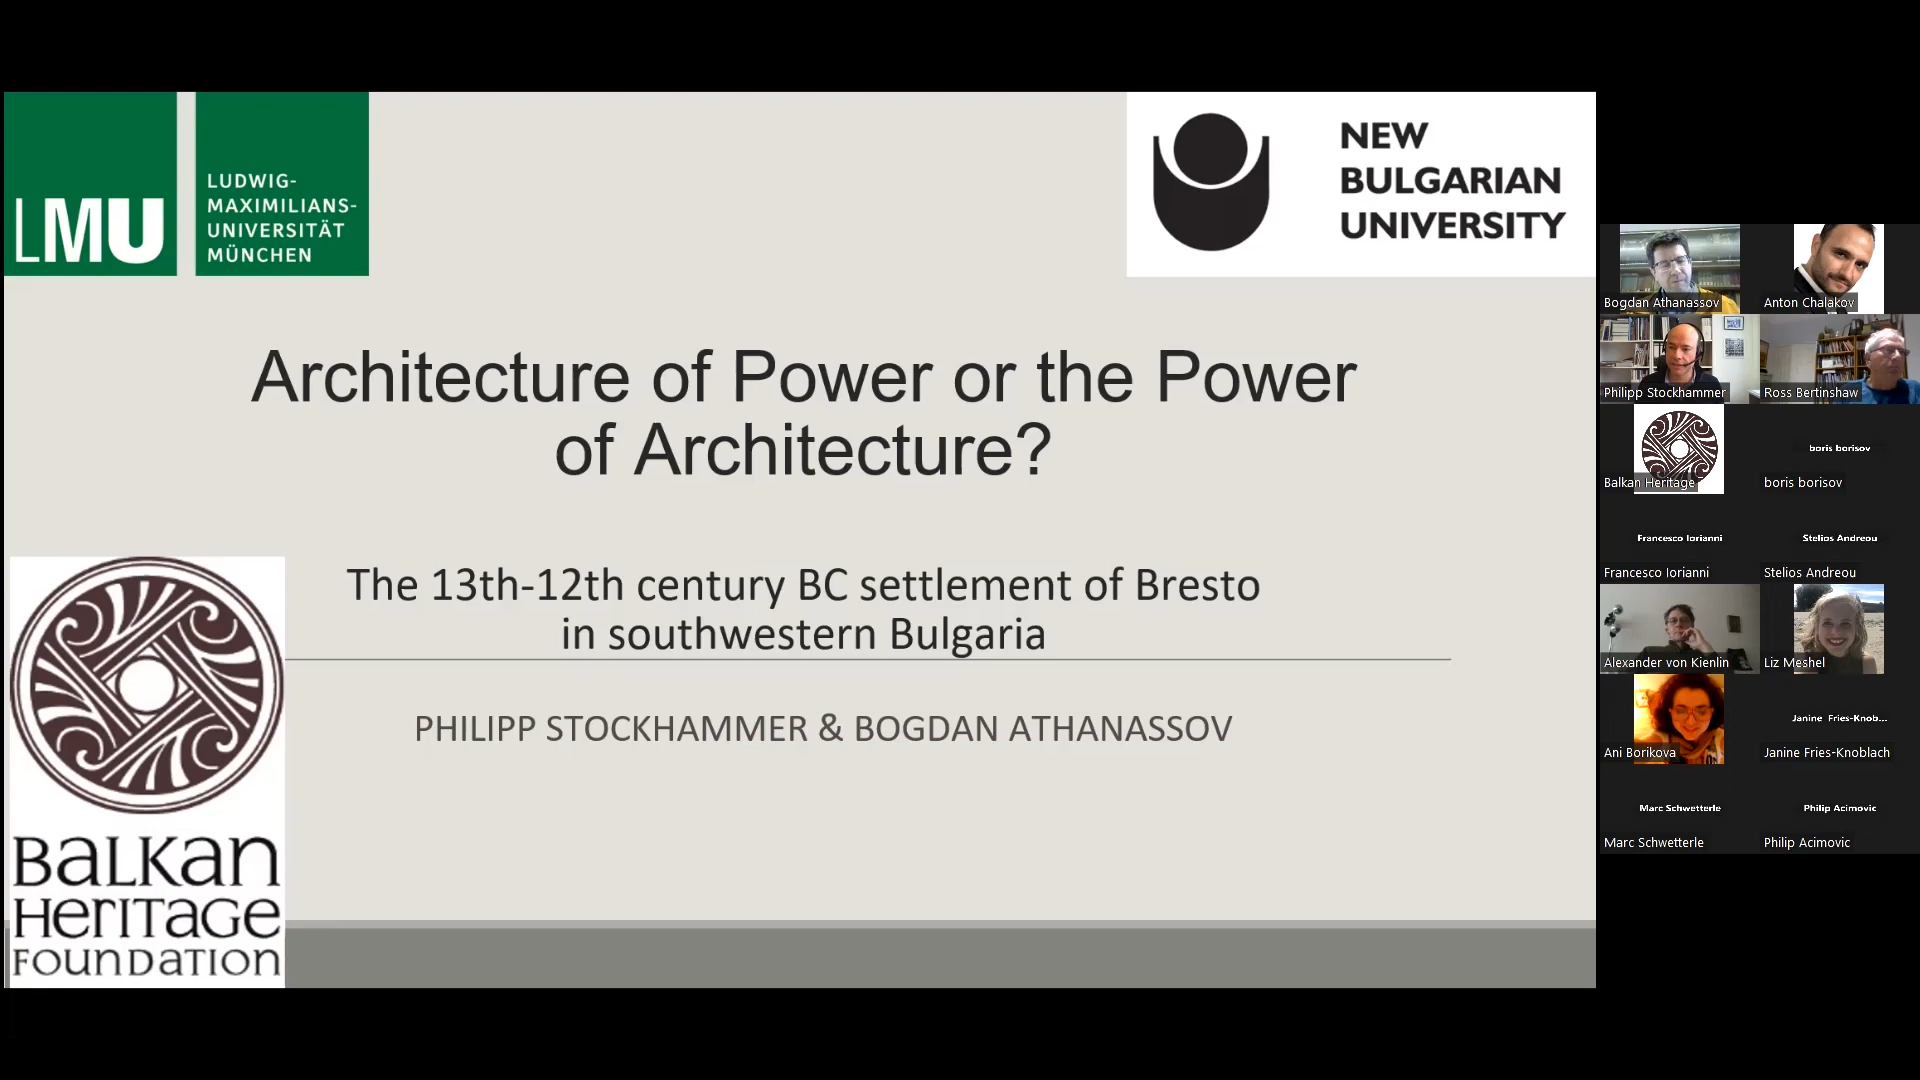 LMU
LUDWIG-
MAXIMILIANS-
UNIVERSITÄT
MÜNCHEN
NEW
BULGARIAN
UNIVERSITY
Architecture of Power or the Power
of Architecture?
The 13th-12th century BC settlement of Bresto
in southwestern Bulgaria
PHILIPP STOCKHAMMER & BOGDAN ATHANASSOV
BALKAN
HERITAGE
FOUNDATION
Bogdan Athanassov
Anton Chalakov
Philipp Stockhammer
Ross Bertinshaw
Balkan Heritage
boris borisov
boris borisov
Francesco Iorianni
Francesco Iorianni
Stelios Andreou
Stelios Andreou
Alexander von Kienlin
Liz Meshel
Ani Borikova
Janine Fries-Knob...
Janine Fries-Knoblach
Marc Schwetterle
Marc Schwetterle
Philip Acimovic
Philip Acimovic